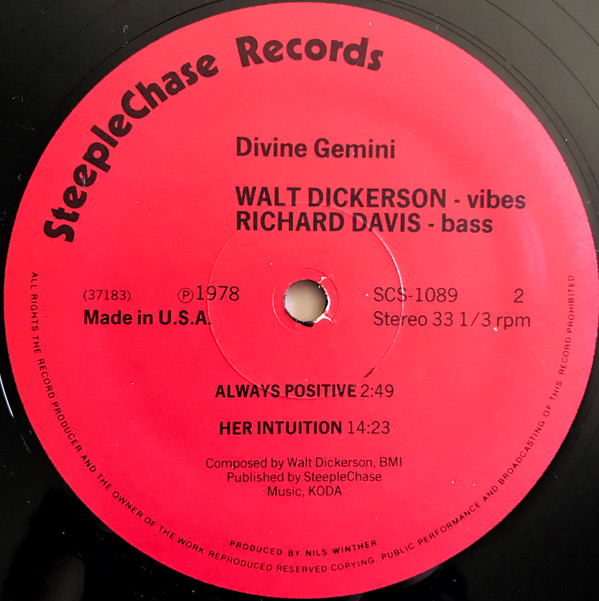 SteepleChase Records
Divine Gemini
WALT DICKERSON - vibes
RICHARD DAVIS - bass
(37183) Ⓟ1978 SCS-1089 2
Made in U.S.A. Stereo 33 1/3 rpm
ALWAYS POSITIVE 2:49
HER INTUITION 14:23
Composed by Walt Dickerson, BMI
Published by SteepleChase
Music, KODA
PRODUCED BY NILS WINTHER
ALL RIGHTS THE RECORD PRODUCER AND THE OWNER OF THE WORK REPRODUCED RESERVED COPYING, PUBLIC PERFORMANCE AND BROADCASTING OF THIS RECORD PROHIBITED